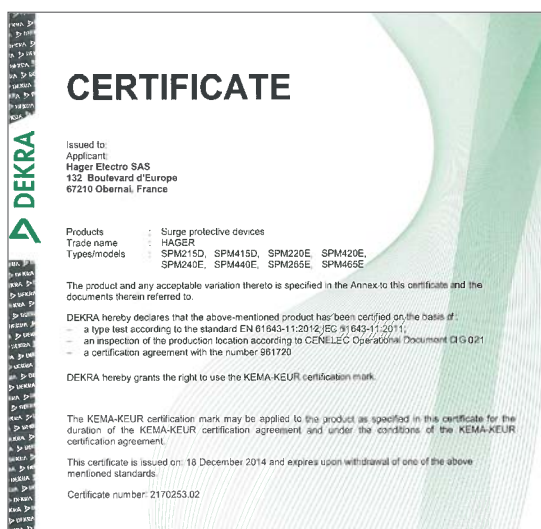 DEKRA
CERTIFICATE
Issued to:
Applicant:
Hager Electro SAS
132 Boulevard d'Europe
67210 Obernai, France
Products : Surge protective devices
Trade name : HAGER
Types/models : SPM215D, SPM415D, SPM220E, SPM420E,
SPM240E, SPM440E, SPM265E, SPM465E
The product and any acceptable variation thereto is specified in the Annex to this certificate and the
documents therein referred to.
DEKRA hereby declares that the above-mentioned product has been certified on the basis of:
– a type test according to the standard EN 61643-11:2012;IEC 61643-11:2011;
– an inspection of the production location according to CENELEC Operational Document CIG 021
– a certification agreement with the number 961720
DEKRA hereby grants the right to use the KEMA-KEUR certification mark.
The KEMA-KEUR certification mark may be applied to the product as specified in this certificate for the
duration of the KEMA-KEUR certification agreement and under the conditions of the KEMA-KEUR
certification agreement.
This certificate is issued on: 18 December 2014 and expires upon withdrawal of one of the above
mentioned standards.
Certificate number: 2170253.02